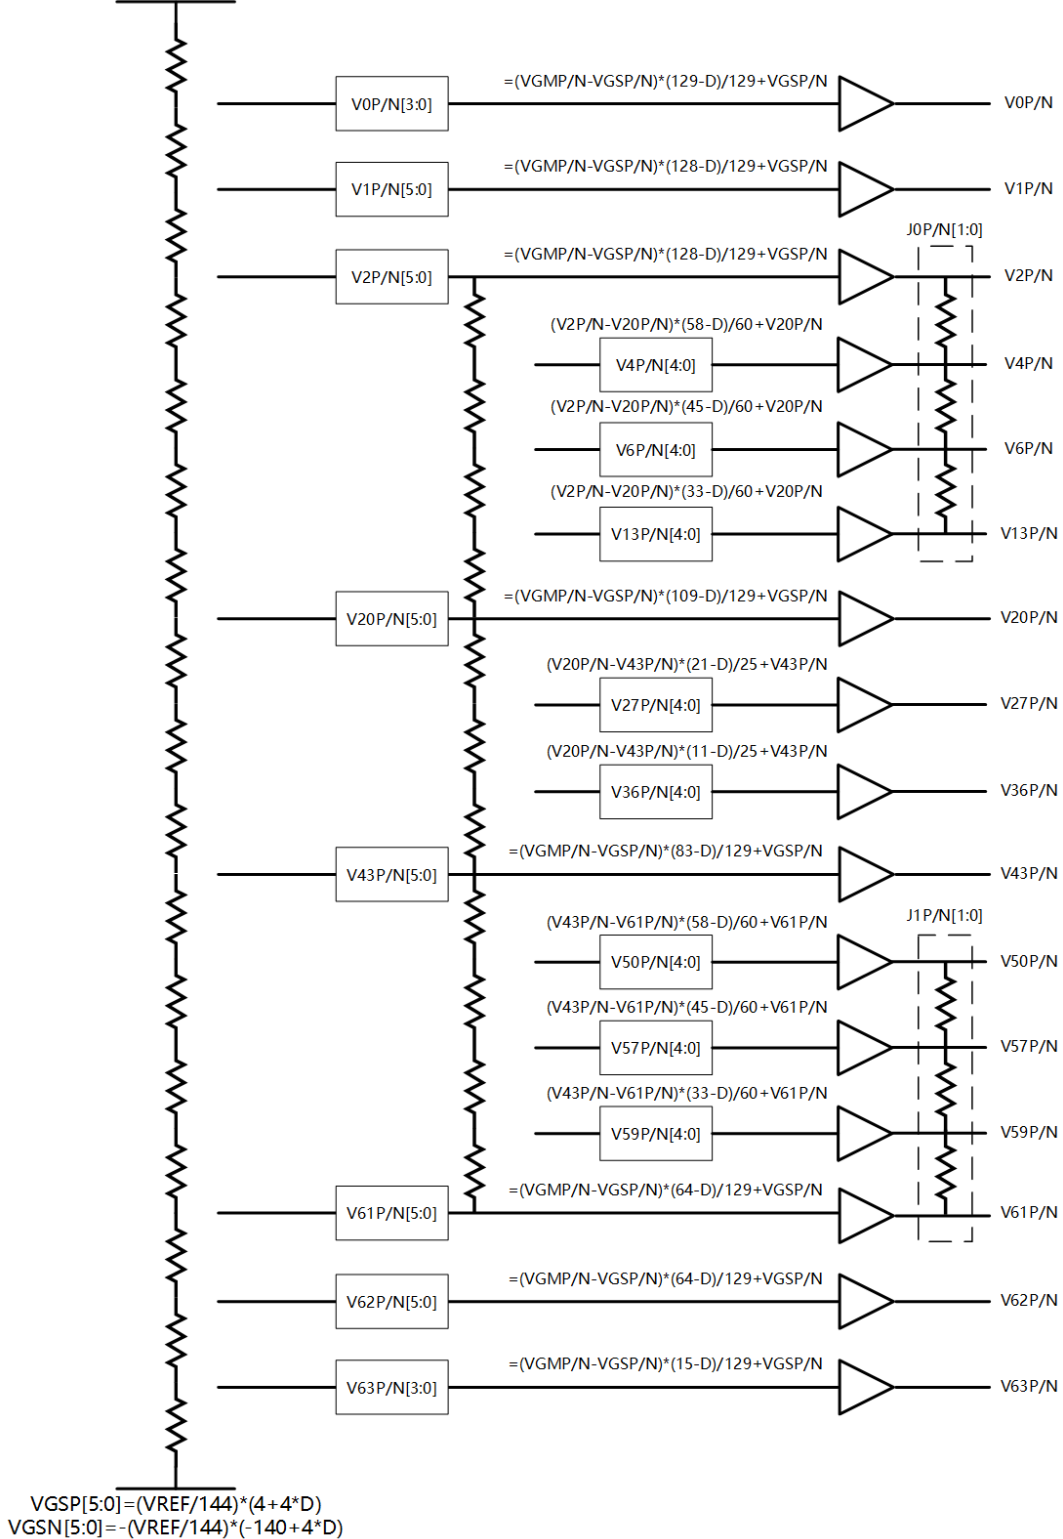 =(VGMP/N-VGSP/N)*(129-D)/129+VGSP/N
V0P/N[3:0]
V0P/N
=(VGMP/N-VGSP/N)*(128-D)/129+VGSP/N
V1P/N[5:0]
V1P/N
J0P/N[1:0]
=(VGMP/N-VGSP/N)*(128-D)/129+VGSP/N
V2P/N[5:0]
V2P/N
(V2P/N-V20P/N)*(58-D)/60+V20P/N
V4P/N[4:0]
V4P/N
(V2P/N-V20P/N)*(45-D)/60+V20P/N
V6P/N[4:0]
V6P/N
(V2P/N-V20P/N)*(33-D)/60+V20P/N
V13P/N[4:0]
V13P/N
=(VGMP/N-VGSP/N)*(109-D)/129+VGSP/N
V20P/N[5:0]
V20P/N
(V20P/N-V43P/N)*(21-D)/25+V43P/N
V27P/N[4:0]
V27P/N
(V20P/N-V43P/N)*(11-D)/25+V43P/N
V36P/N[4:0]
V36P/N
=(VGMP/N-VGSP/N)*(83-D)/129+VGSP/N
V43P/N[5:0]
V43P/N
J1P/N[1:0]
(V43P/N-V61P/N)*(58-D)/60+V61P/N
V50P/N[4:0]
V50P/N
(V43P/N-V61P/N)*(45-D)/60+V61P/N
V57P/N[4:0]
V57P/N
(V43P/N-V61P/N)*(33-D)/60+V61P/N
V59P/N[4:0]
V59P/N
=(VGMP/N-VGSP/N)*(64-D)/129+VGSP/N
V61P/N[5:0]
V61P/N
=(VGMP/N-VGSP/N)*(64-D)/129+VGSP/N
V62P/N[5:0]
V62P/N
=(VGMP/N-VGSP/N)*(15-D)/129+VGSP/N
V63P/N[3:0]
V63P/N
VGSP[5:0]=(VREF/144)*(4+4*D)
VGSN[5:0]=-(VREF/144)*(-140+4*D)